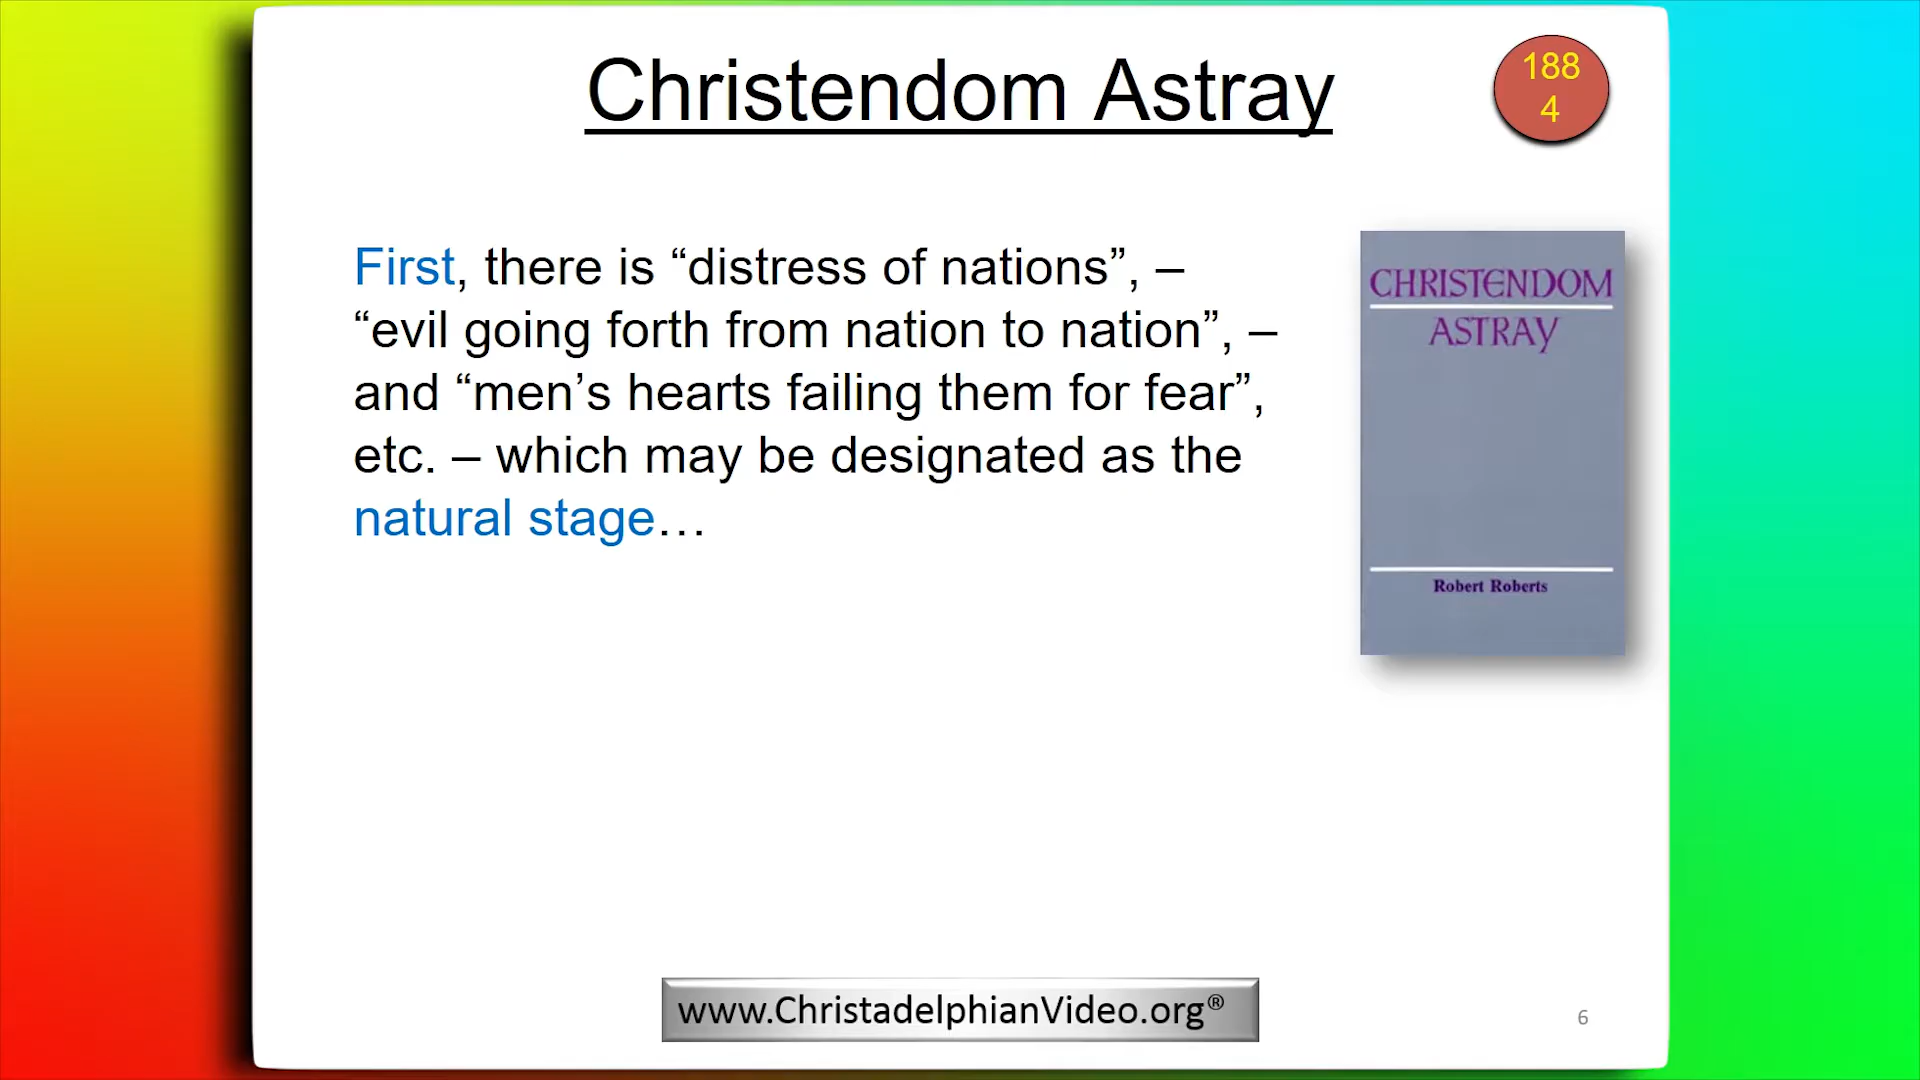 Christendom Astray
188
4
First, there is “distress of nations”, –
“evil going forth from nation to nation”, –
and “men’s hearts failing them for fear”,
etc. – which may be designated as the
natural stage…
CHRISTENDOM
ASTRAY
Robert Roberts
www.ChristadelphianVideo.org®
6